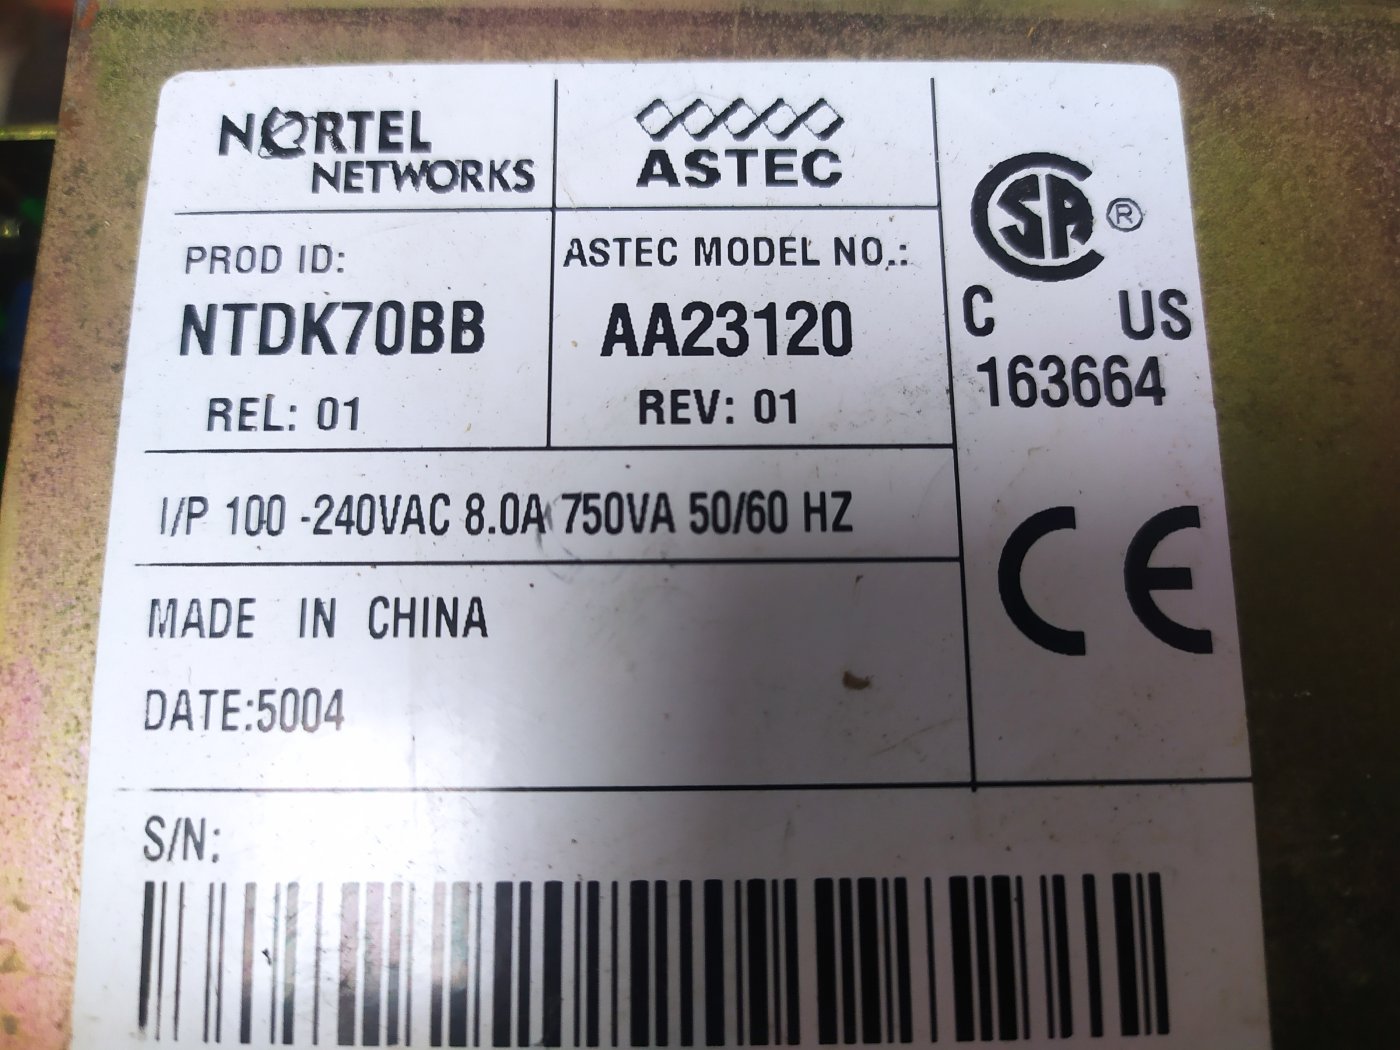 NORTEL
NETWORKS
ASTEC
PROD ID:
NTDK70BB
REL: 01
ASTEC MODEL NO.:
AA23120
REV: 01
SA ®
C US
163664
I/P 100 -240VAC 8.0A 750VA 50/60 HZ
CE
MADE IN CHINA
DATE:5004
S/N: